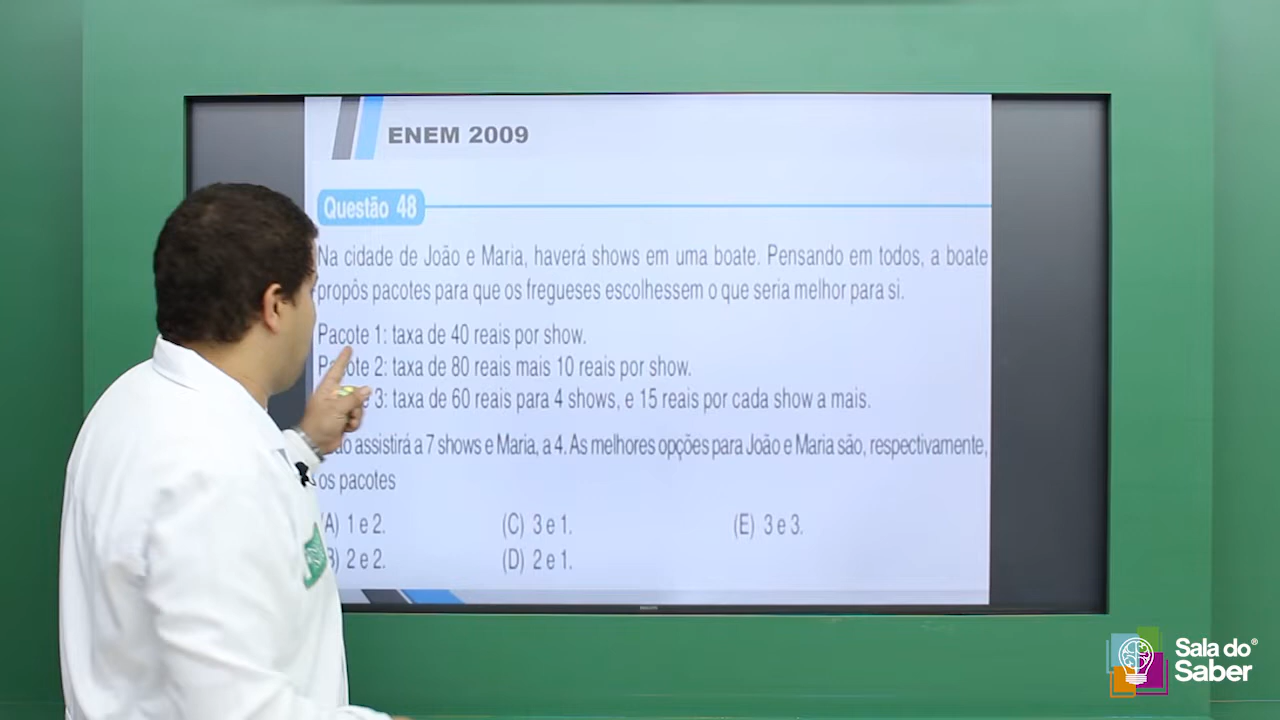 ENEM 2009
Questão 48
Na cidade de João e Maria, haverá shows em uma boate. Pensando em todos, a boate
propôs pacotes para que os fregueses escolhessem o que seria melhor para si.
Pacote 1: taxa de 40 reais por show.
Pacote 2: taxa de 80 reais mais 10 reais por show.
3: taxa de 60 reais para 4 shows, e 15 reais por cada show a mais.
assistirá a 7 shows e Maria, a 4. As melhores opções para João e Maria são, respectivamente,
os pacotes
(A) 1 e 2. (C) 3 e 1. (E) 3 e 3.
(B) 2 e 2. (D) 2 e 1.
Sala do®
Saber